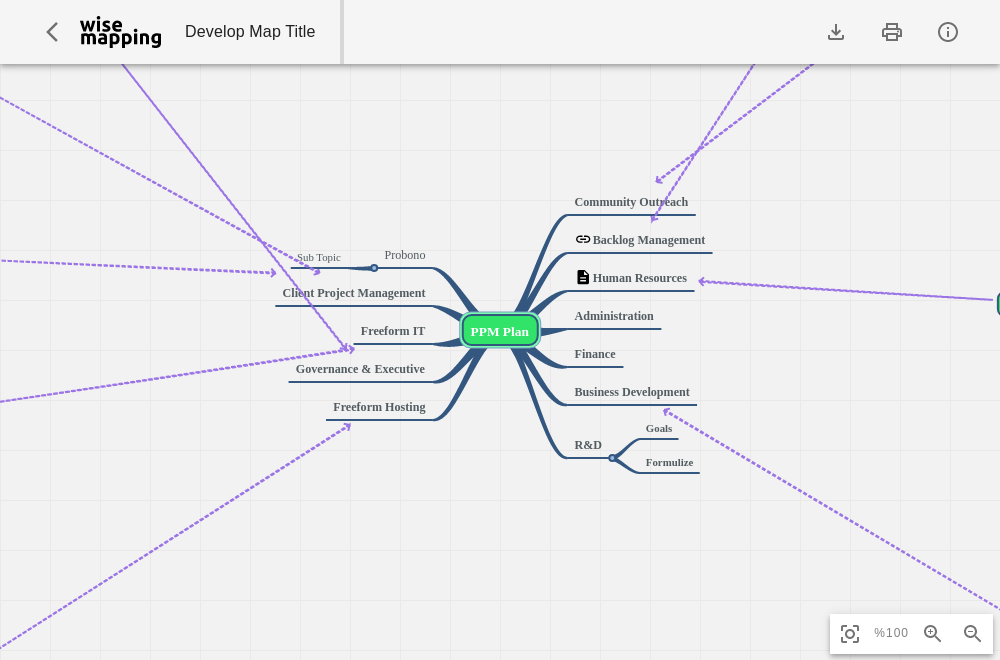 wise
mapping
Develop Map Title
Community Outreach
Backlog Management
Probono
Sub Topic
Human Resources
Client Project Management
Administration
Freeform IT
PPM Plan
Finance
Governance & Executive
Business Development
Freeform Hosting
Goals
R&D
Formulize
%100